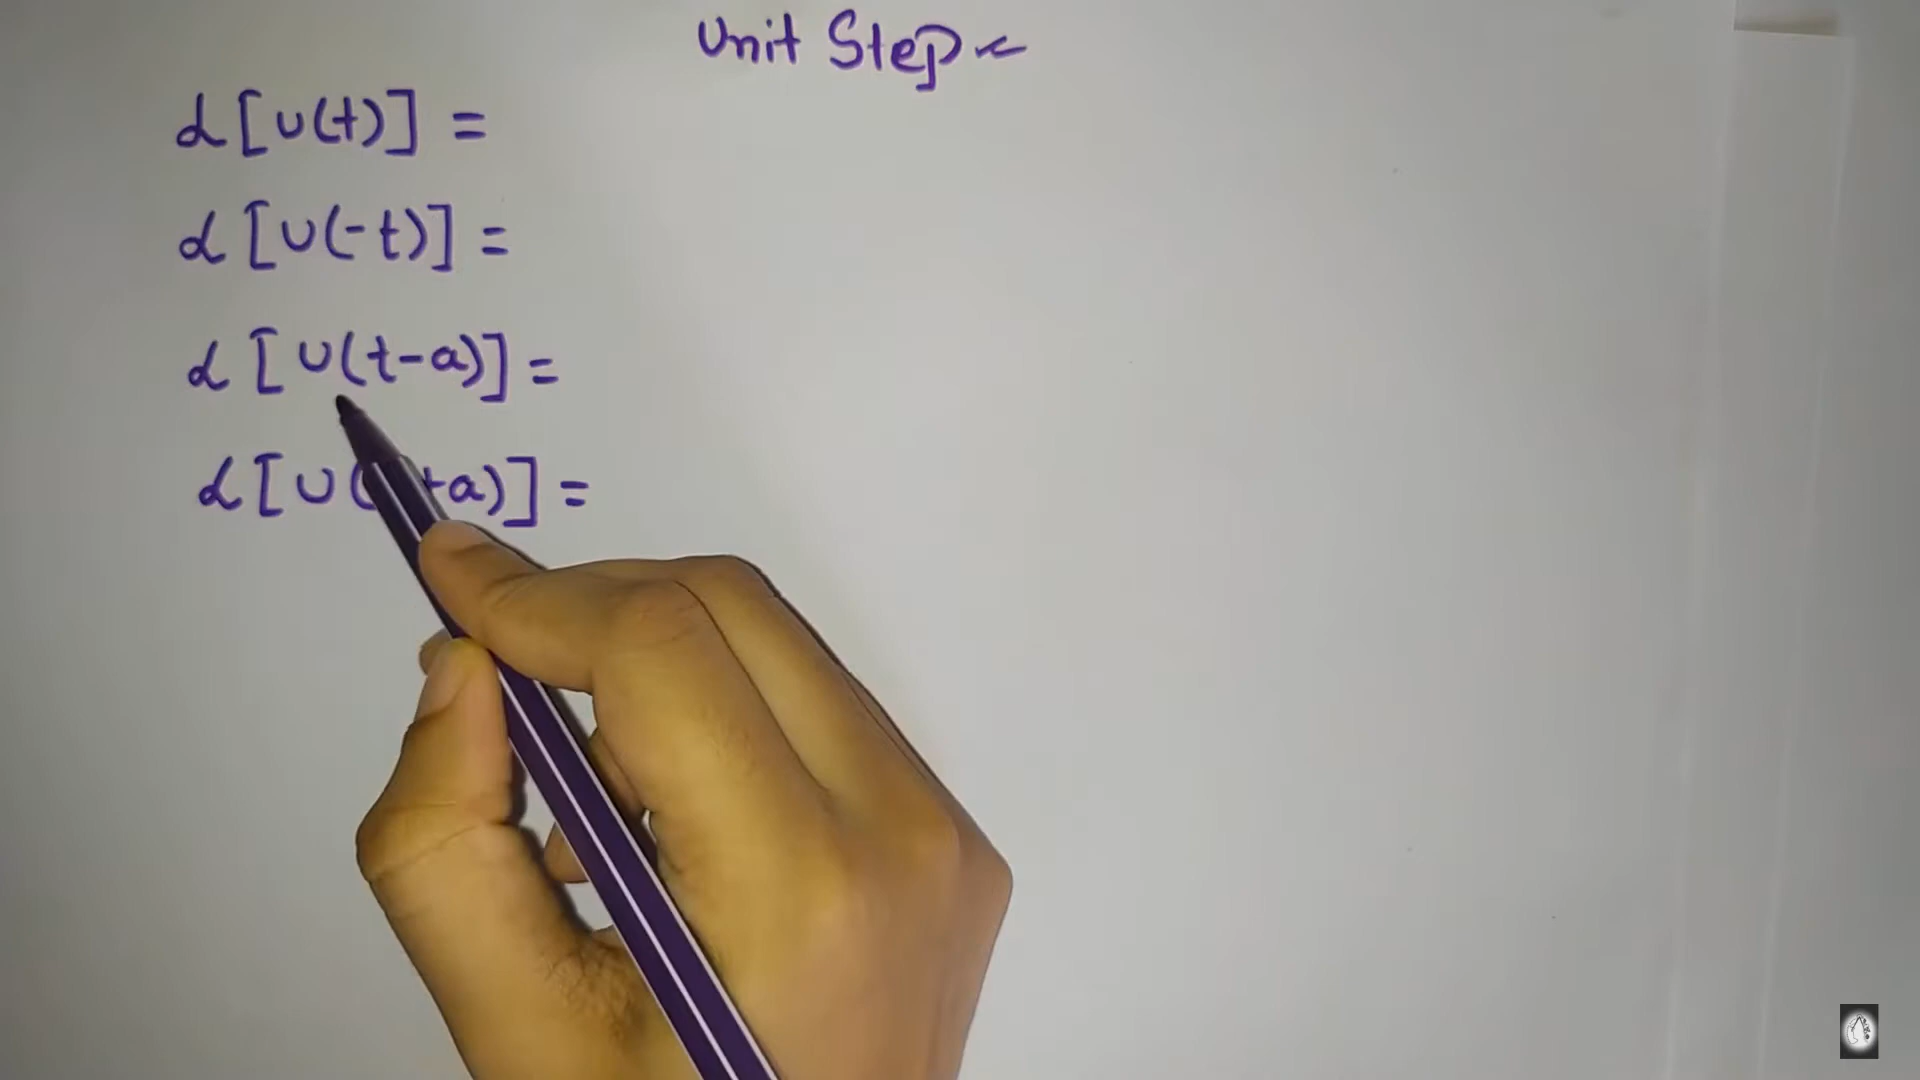 Unit Step
ℒ[u(t)] =
ℒ[u(-t)] =
ℒ[u(t-a)] =
ℒ[u( +a)] =